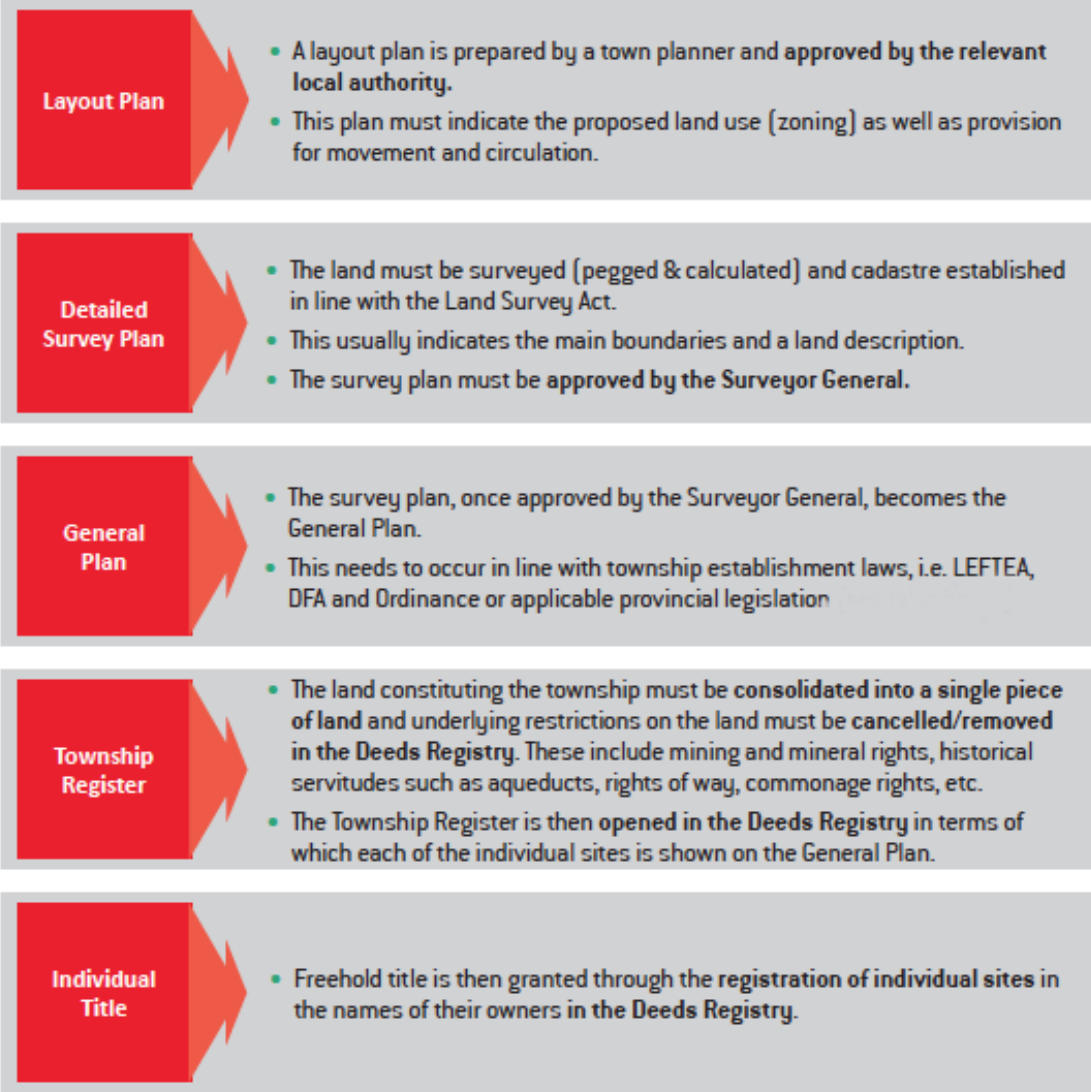 Layout Plan
• A layout plan is prepared by a town planner and approved by the relevant
local authority.
• This plan must indicate the proposed land use (zoning) as well as provision
for movement and circulation.
Detailed
Survey Plan
• The land must be surveyed (pegged & calculated) and cadastre established
in line with the Land Survey Act.
• This usually indicates the main boundaries and a land description.
• The survey plan must be approved by the Surveyor General.
General
Plan
• The survey plan, once approved by the Surveyor General, becomes the
General Plan.
• This needs to occur in line with township establishment laws, i.e. LEFTEA,
DFA and Ordinance or applicable provincial legislation
Township
Register
• The land constituting the township must be consolidated into a single piece
of land and underlying restrictions on the land must be cancelled/removed
in the Deeds Registry. These include mining and mineral rights, historical
servitudes such as aqueducts, rights of way, commonage rights, etc.
• The Township Register is then opened in the Deeds Registry in terms of
which each of the individual sites is shown on the General Plan.
Individual
Title
• Freehold title is then granted through the registration of individual sites in
the names of their owners in the Deeds Registry.